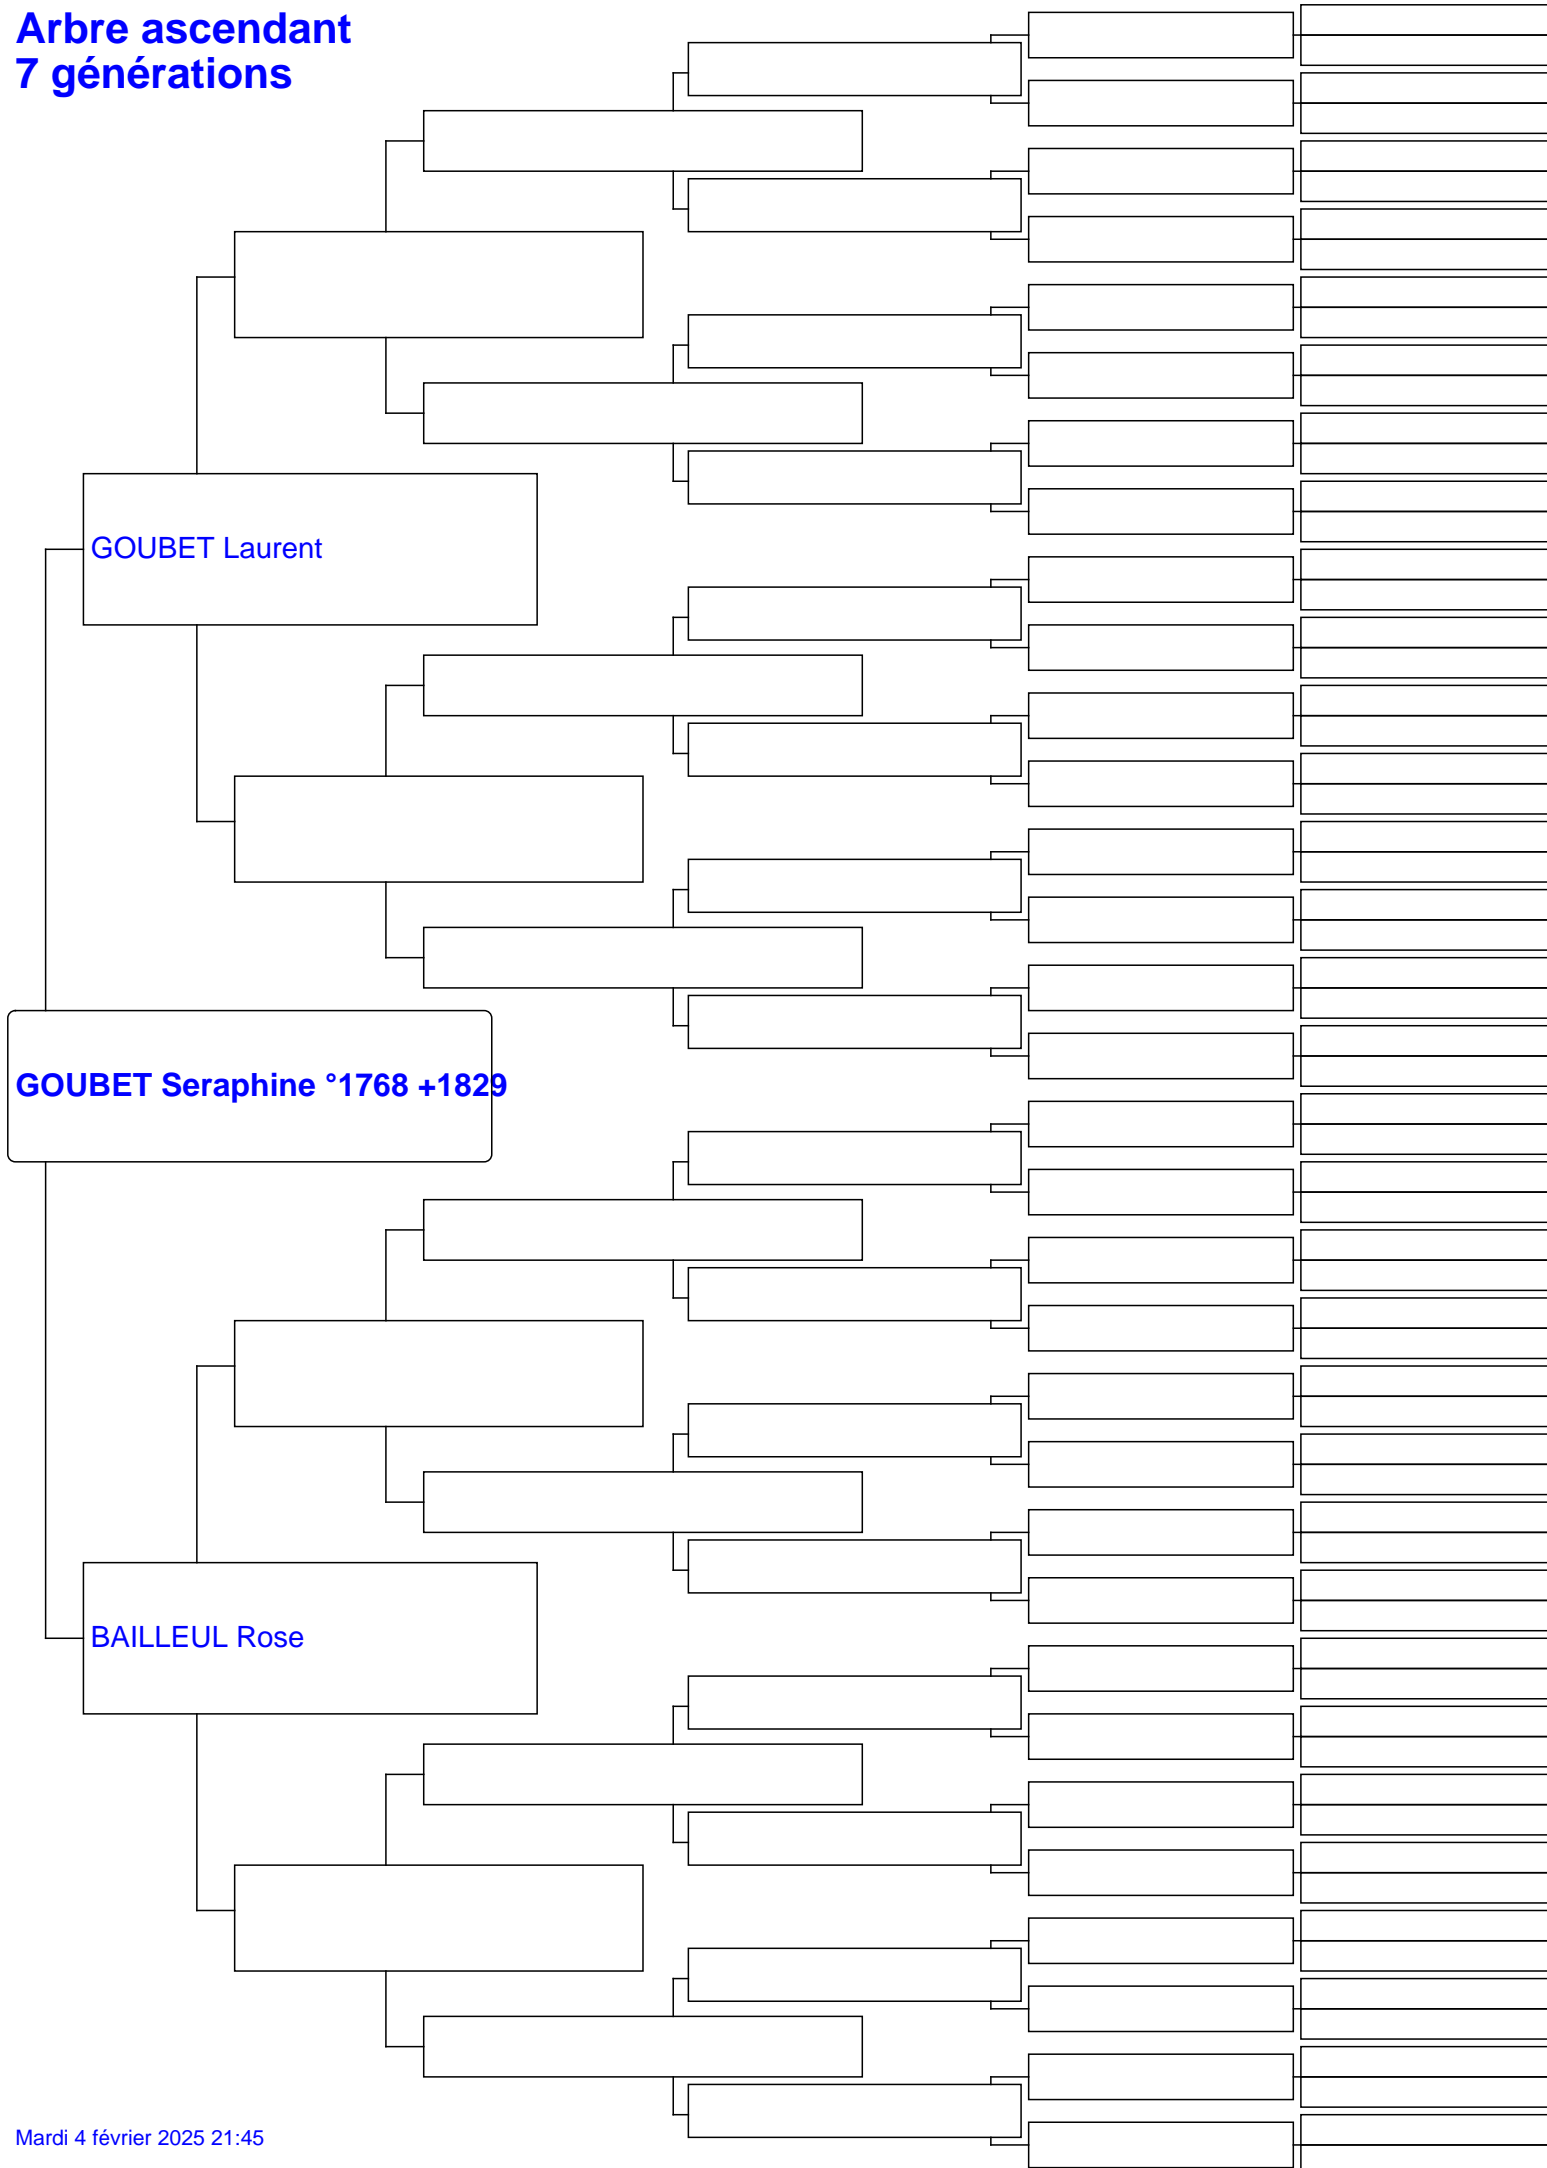 Arbre ascendant
7 générations
GOUBET Laurent
GOUBET Seraphine °1768 +1829
BAILLEUL Rose
Mardi 4 février 2025 21:45